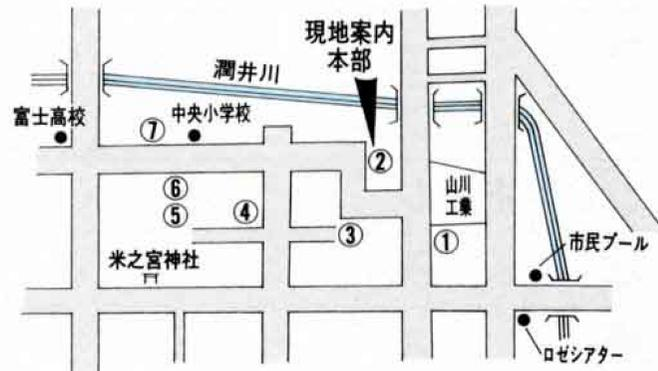 現地案内
本部
潤井川
富士高校
中央小学校
⑦
②
⑥
⑤
④
③
山川
工業
①
米之宮神社
市民プール
ロゼシアター